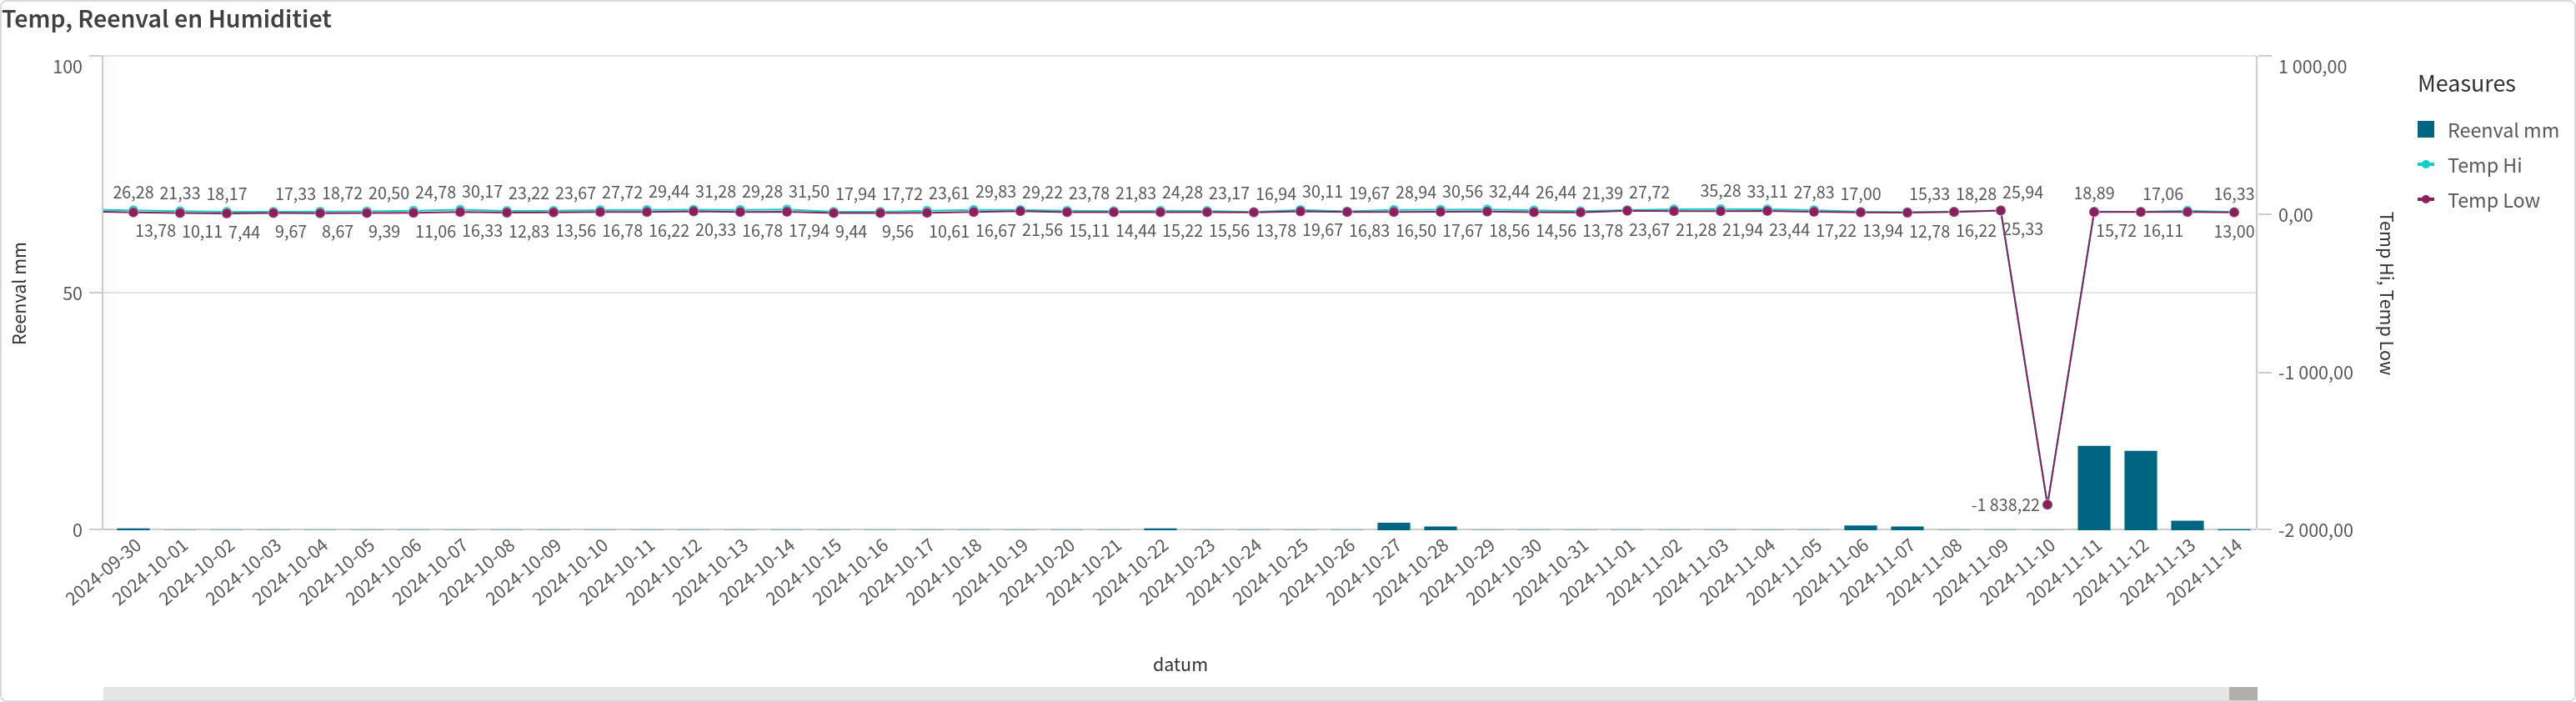 Temp, Reenval en Humiditiet
100
50
0
Reenval mm
26,28 21,33 18,17 17,33 18,72 20,50 24,78 30,17 23,22 23,67 27,72 29,44 31,28 29,28 31,50 17,94 17,72 23,61 29,83 29,22 23,78 21,83 24,28 23,17 16,94 30,11 19,67 28,94 30,56 32,44 26,44 21,39 27,72 35,28 33,11 27,83 17,00 15,33 18,28 25,94 18,89 17,06 16,33
13,78 10,11 7,44 9,67 8,67 9,39 11,06 16,33 12,83 13,56 16,78 16,22 20,33 16,78 17,94 9,44 9,56 10,61 16,67 21,56 15,11 14,44 15,22 15,56 13,78 19,67 16,83 16,50 17,67 18,56 14,56 13,78 23,67 21,28 21,94 23,44 17,22 13,94 12,78 16,22 25,33 15,72 16,11 13,00
-1 838,22
1 000,00
0,00
-1 000,00
-2 000,00
Temp Hi, Temp Low
2024-09-30 2024-10-01 2024-10-02 2024-10-03 2024-10-04 2024-10-05 2024-10-06 2024-10-07 2024-10-08 2024-10-09 2024-10-10 2024-10-11 2024-10-12 2024-10-13 2024-10-14 2024-10-15 2024-10-16 2024-10-17 2024-10-18 2024-10-19 2024-10-20 2024-10-21 2024-10-22 2024-10-23 2024-10-24 2024-10-25 2024-10-26 2024-10-27 2024-10-28 2024-10-29 2024-10-30 2024-10-31 2024-11-01 2024-11-02 2024-11-03 2024-11-04 2024-11-05 2024-11-06 2024-11-07 2024-11-08 2024-11-09 2024-11-10 2024-11-11 2024-11-12 2024-11-13 2024-11-14
datum
Measures
Reenval mm
Temp Hi
Temp Low